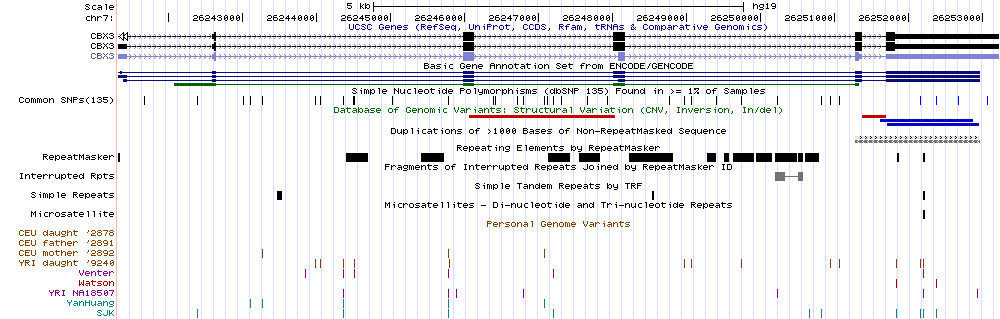 Scale 5 kb hg19
chr7: 26243000 26244000 26245000 26246000 26247000 26248000 26249000 26250000 26251000 26252000 26253000
UCSC Genes (RefSeq, UniProt, CCDS, Rfam, tRNAs & Comparative Genomics)
CBX3
CBX3
CBX3
Basic Gene Annotation Set from ENCODE/GENCODE
Simple Nucleotide Polymorphisms (dbSNP 135) Found in >= 1% of Samples
Common SNPs(135)
Database of Genomic Variants: Structural Variation (CNV, Inversion, In/del)
Duplications of >1000 Bases of Non-RepeatMasked Sequence
Repeating Elements by RepeatMasker
RepeatMasker
Fragments of Interrupted Repeats Joined by RepeatMasker ID
Interrupted Rpts
Simple Tandem Repeats by TRF
Simple Repeats
Microsatellites - Di-nucleotide and Tri-nucleotide Repeats
Microsatellite
Personal Genome Variants
CEU daught '2878
CEU father '2891
CEU mother '2892
YRI daught '9240
Venter
Watson
YRI NA18507
YanHuang
SJK